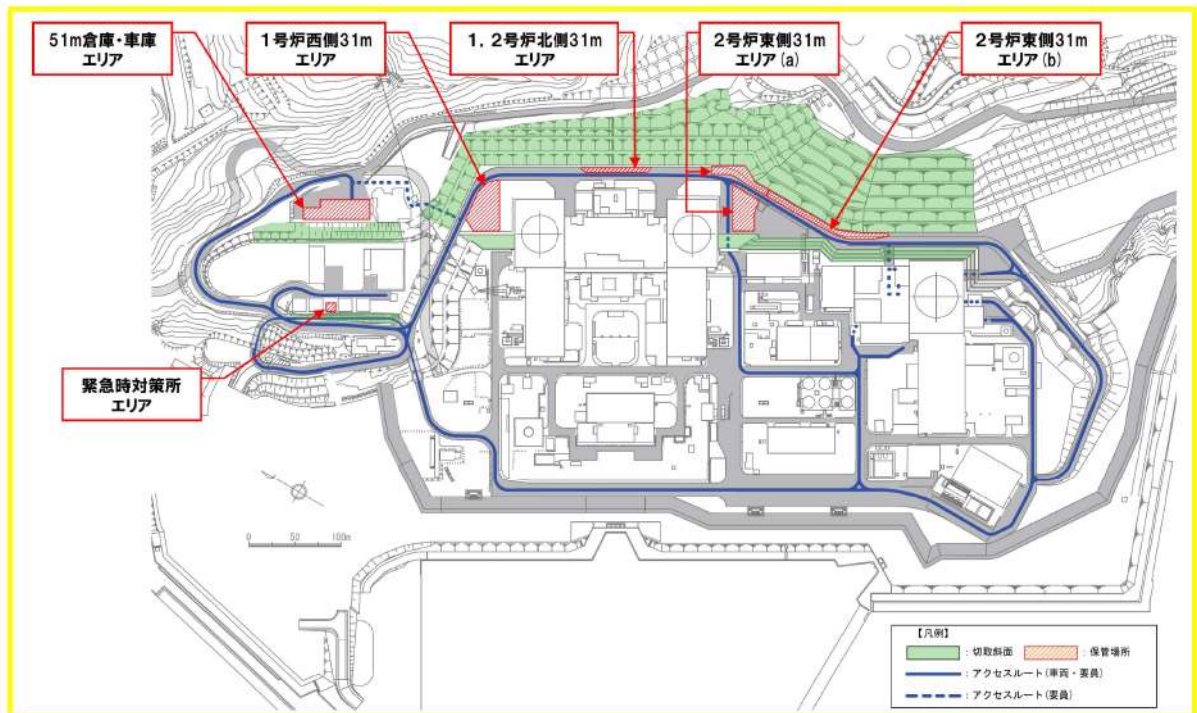 51m倉庫・車庫
エリア
1号炉西側31m
エリア
1,2号炉北側31m
エリア
2号炉東側31m
エリア(a)
2号炉東側31m
エリア(b)
緊急時対策所
エリア
0 50 100m
【凡例】
：切取斜面
：保管場所
：アクセスルート(車両・要員)
：アクセスルート(要員)